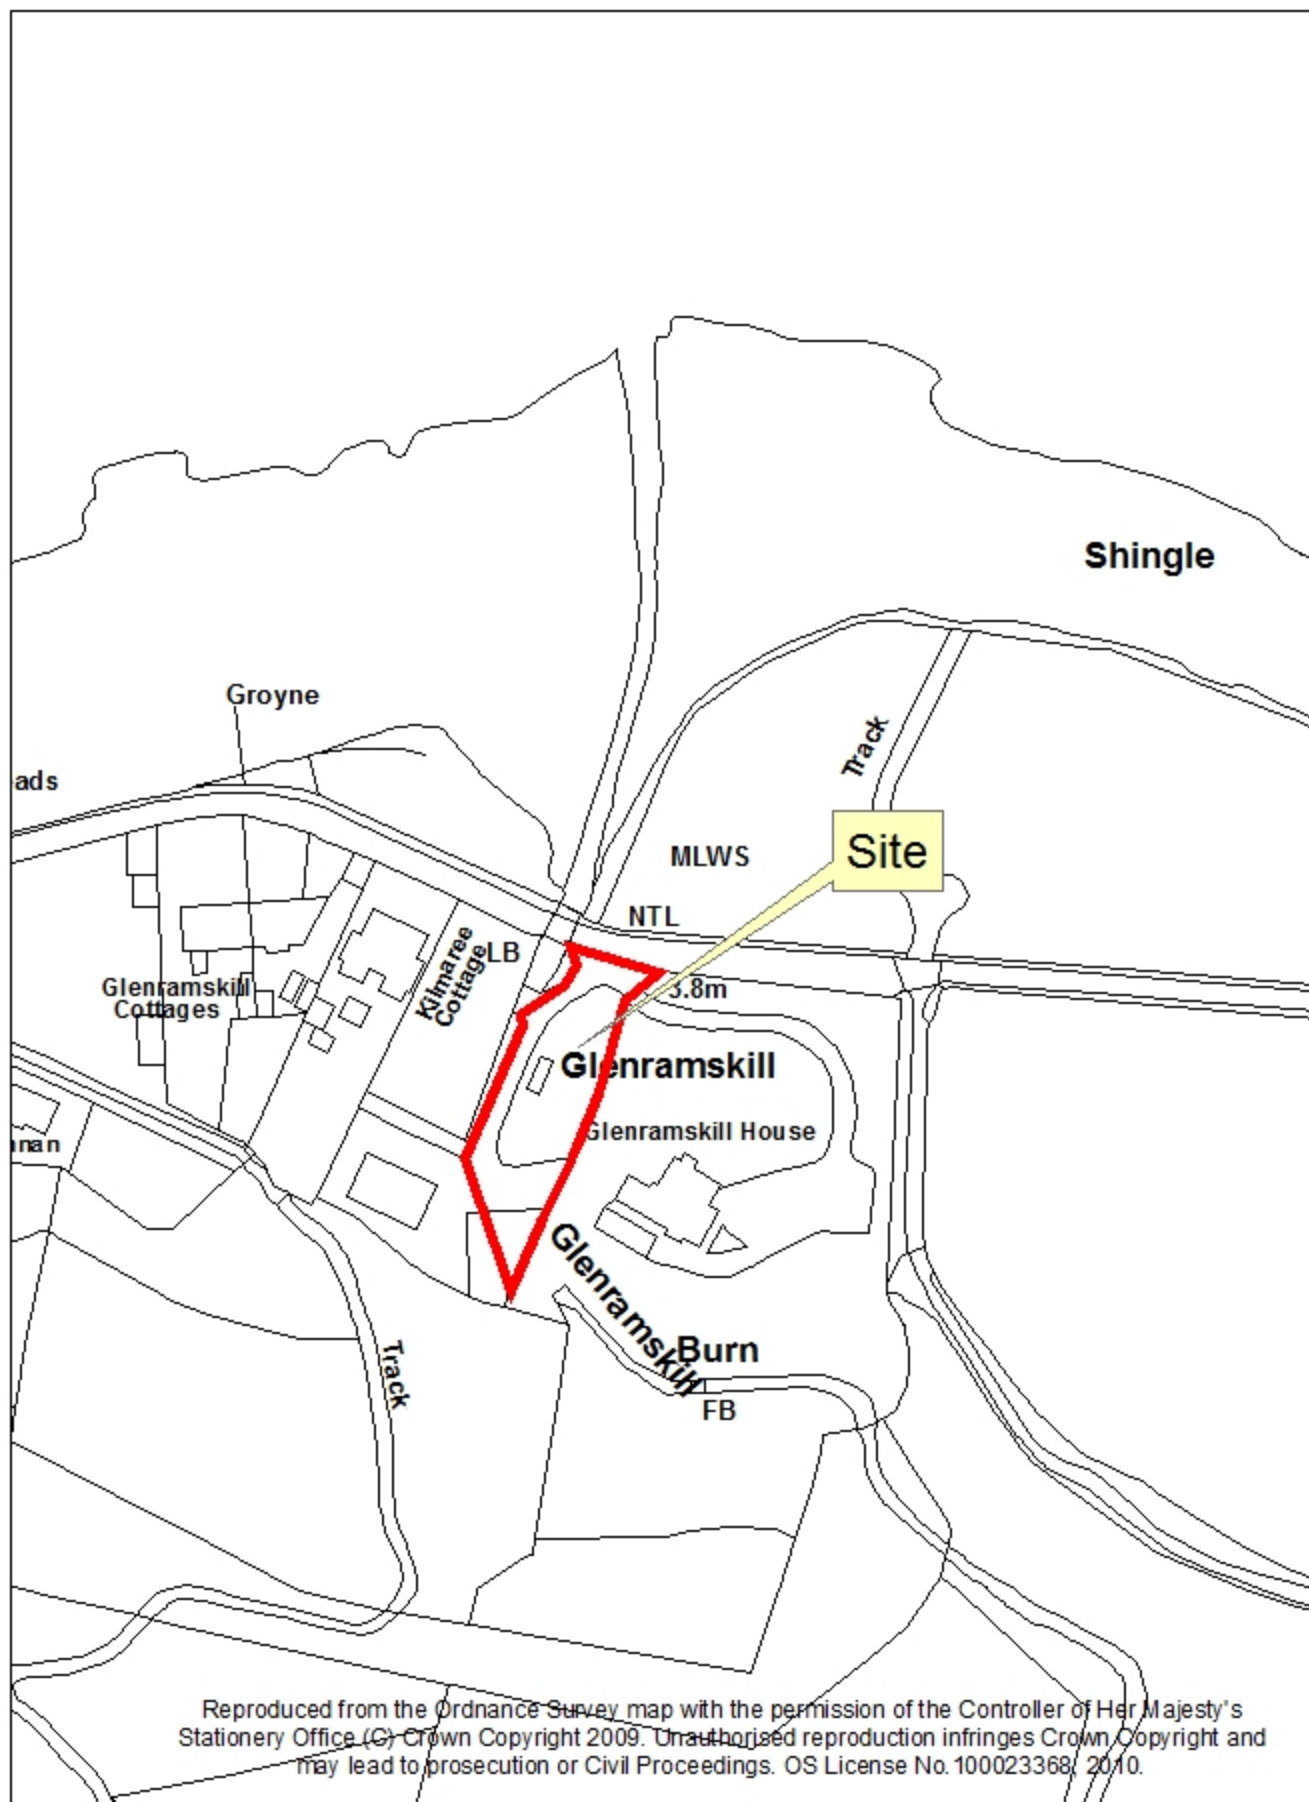 Shingle
Groyne
Track
ads
Site
MLWS
NTL
LB
Kilmaree
Cottage
Glenramskill
Cottages
3.8m
Glenramskill
Glenramskill House
nnan
Glenramskill
Burn
Track
FB
Reproduced from the Ordnance Survey map with the permission of the Controller of Her Majesty's
Stationery Office (C) Crown Copyright 2009. Unauthorised reproduction infringes Crown Copyright and
may lead to prosecution or Civil Proceedings. OS License No.100023368, 2010.